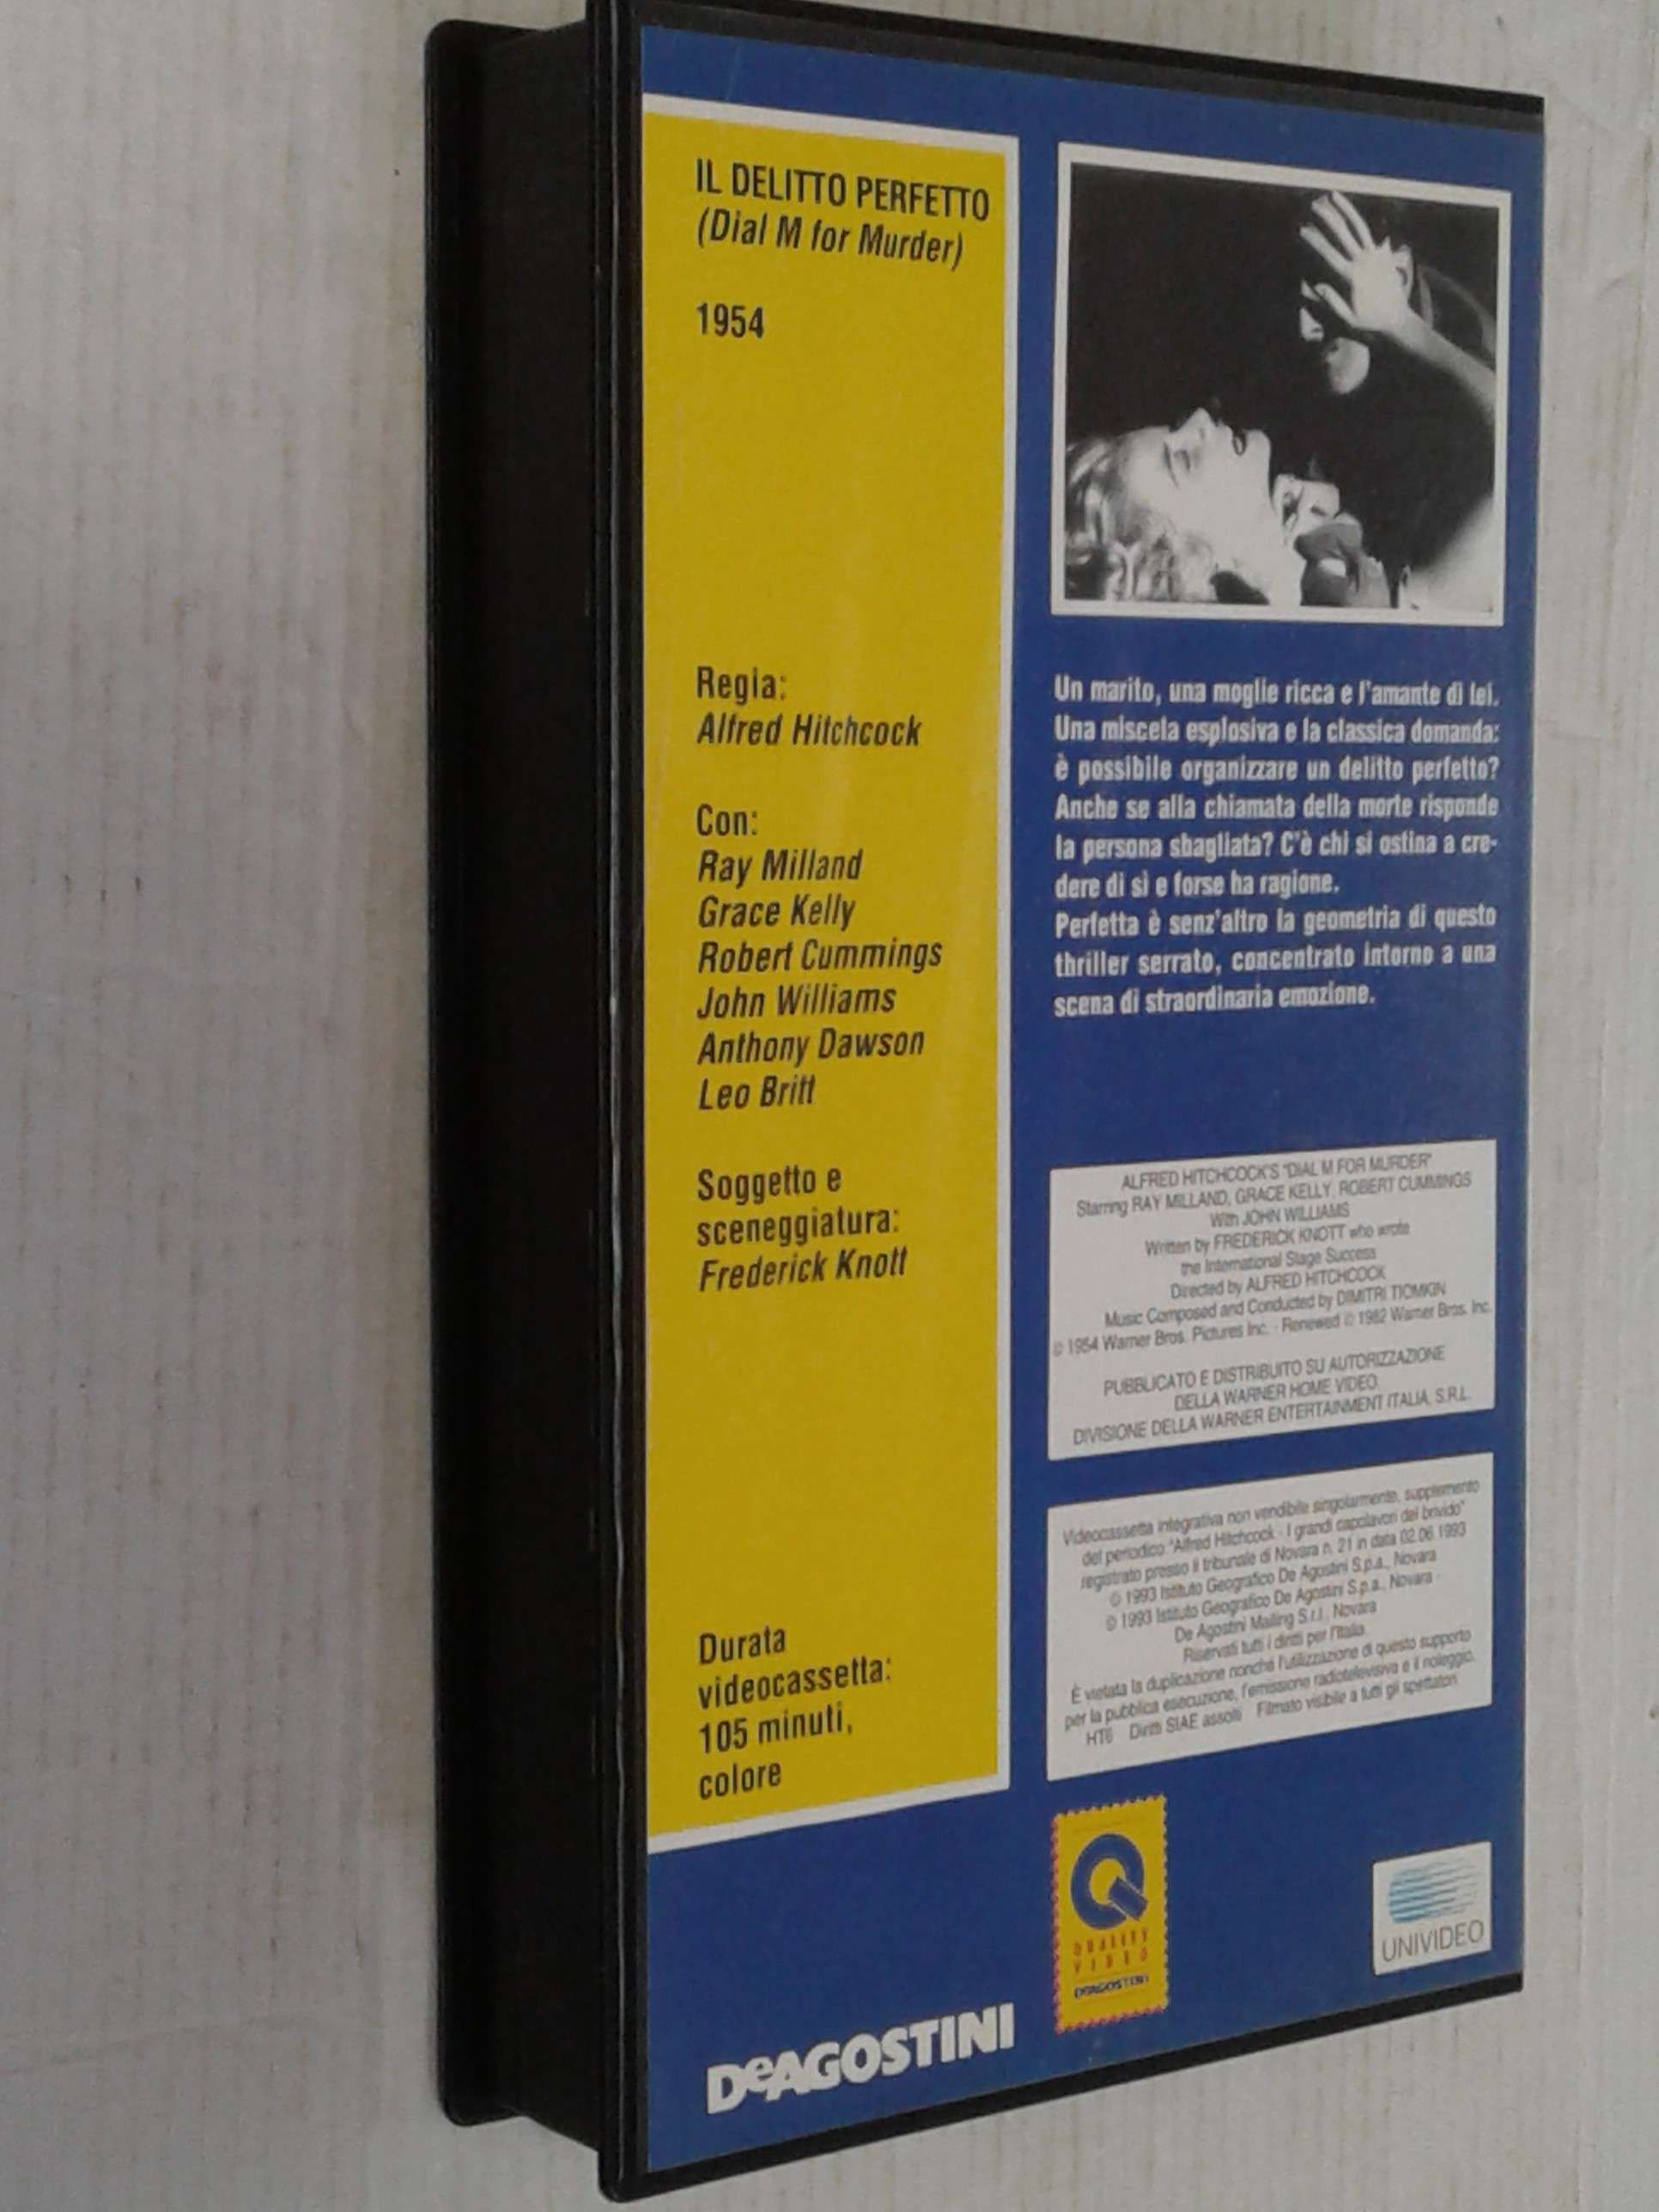 IL DELITTO PERFETTO
(Dial M for Murder)
1954
Regia:
Alfred Hitchcock
Con:
Ray Milland
Grace Kelly
Robert Cummings
John Williams
Anthony Dawson
Leo Britt
Soggetto e
sceneggiatura:
Frederick Knott
Durata
videocassetta:
105 minuti,
colore
DeAGOSTINI
Un marito, una moglie ricca e l'amante di lei.
Una miscela esplosiva e la classica domanda:
è possibile organizzare un delitto perfetto?
Anche se alla chiamata della morte risponde
la persona sbagliata? C'è chi si ostina a cre-
dere di sì e forse ha ragione.
Perfetta è senz'altro la geometria di questo
thriller serrato, concentrato intorno a una
scena di straordinaria emozione.
ALFRED HITCHCOCK'S "DIAL M FOR MURDER"
Starring RAY MILLAND, GRACE KELLY, ROBERT CUMMINGS
With JOHN WILLIAMS
Written by FREDERICK KNOTT who wrote
the International Stage Success
Directed by ALFRED HITCHCOCK
Music Composed and Conducted by DIMITRI TIOMKIN
© 1954 Warner Bros. Pictures Inc. - Renewed © 1982 Warner Bros. Inc.
PUBBLICATO E DISTRIBUITO SU AUTORIZZAZIONE
DELLA WARNER HOME VIDEO,
DIVISIONE DELLA WARNER ENTERTAINMENT ITALIA, S.R.L.
Videocassetta integrativa non vendibile singolarmente, supplemento
del periodico "Alfred Hitchcock - I grandi capolavori del brivido"
registrato presso il tribunale di Novara n. 21 in data 02.06.1993
© 1993 Istituto Geografico De Agostini S.p.a., Novara
© 1993 Istituto Geografico De Agostini S.p.a., Novara -
De Agostini Mailing S.r.l., Novara
Riservati tutti i diritti per l'Italia
È vietata la duplicazione nonché l'utilizzazione di questo supporto
per la pubblica esecuzione, l'emissione radiotelevisiva e il noleggio.
HT6 Diritti SIAE assolti Filmato visibile a tutti gli spettatori
Q
QUALITY
VIDEO
DEAGOSTINI
UNIVIDEO